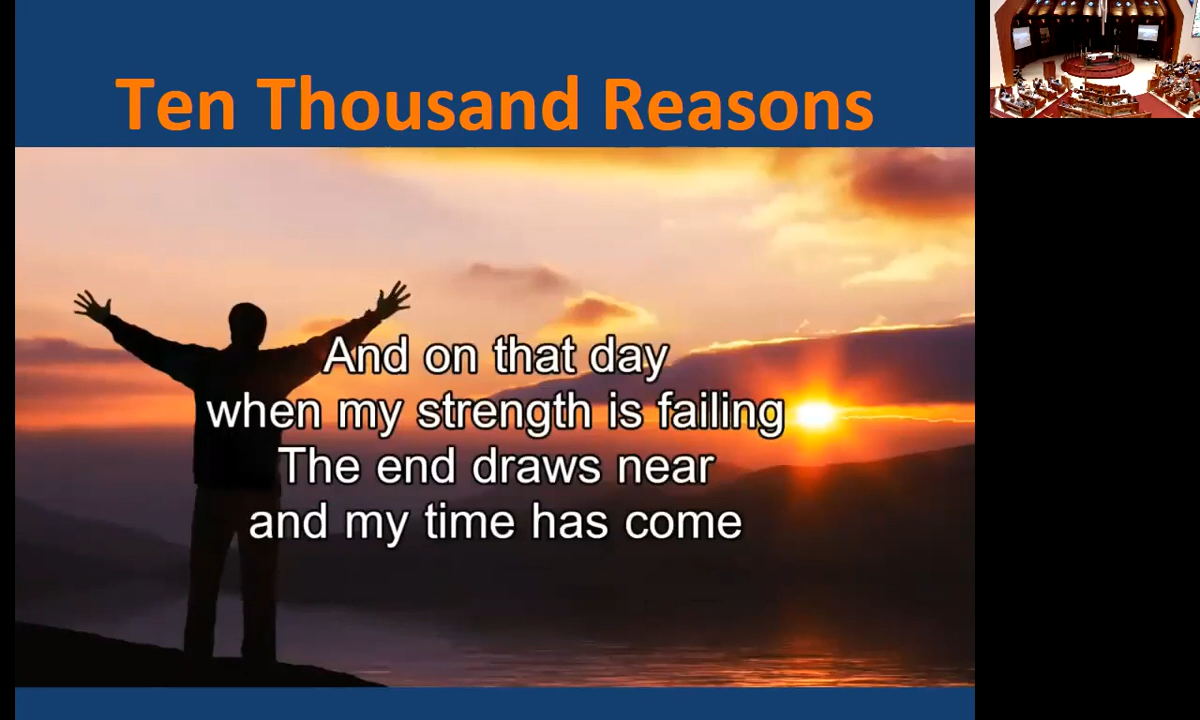 Ten Thousand Reasons
And on that day
when my strength is failing
The end draws near
and my time has come